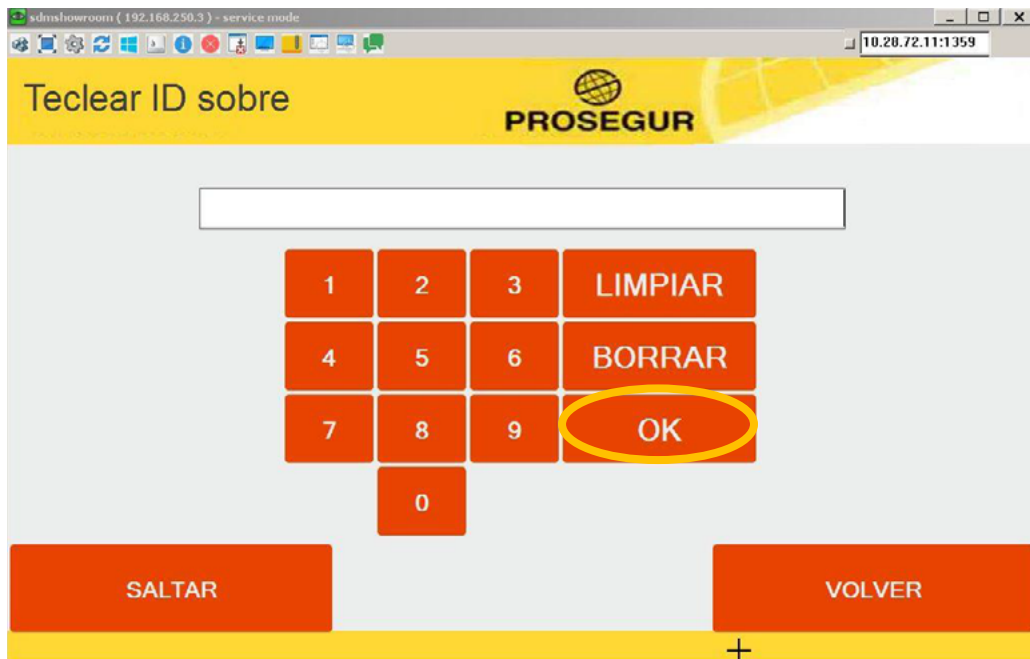 sdmshowroom ( 192.168.250.3 ) - service mode
10.28.72.11:1359
Teclear ID sobre
PROSEGUR
1 2 3 LIMPIAR
4 5 6 BORRAR
7 8 9 OK
0
SALTAR VOLVER